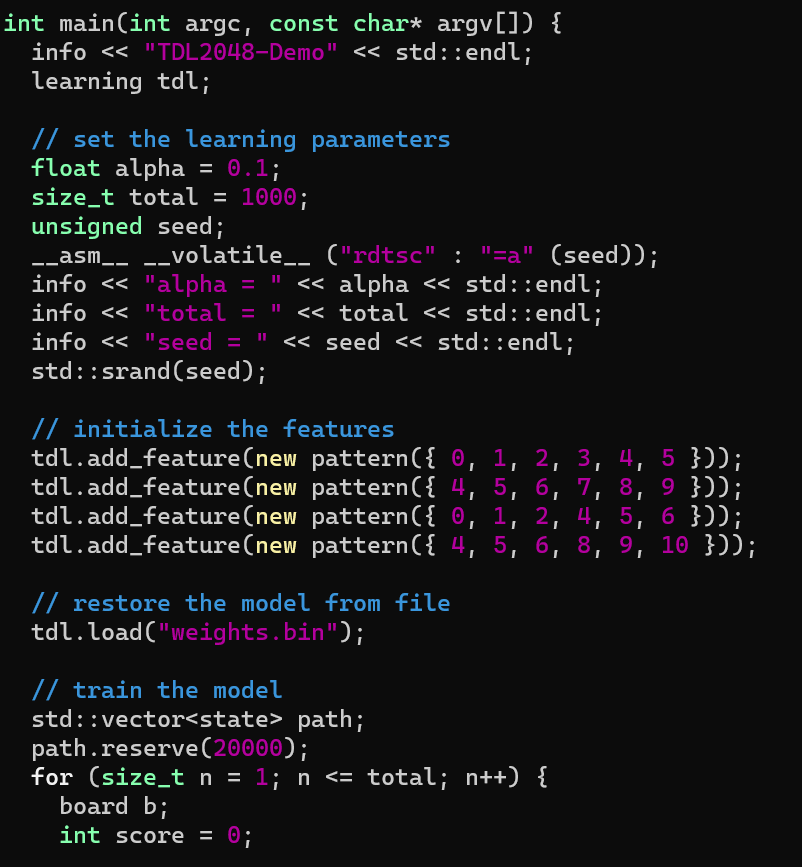 int main(int argc, const char* argv[]) {
  info << "TDL2048-Demo" << std::endl;
  learning tdl;

  // set the learning parameters
  float alpha = 0.1;
  size_t total = 1000;
  unsigned seed;
  __asm__ __volatile__ ("rdtsc" : "=a" (seed));
  info << "alpha = " << alpha << std::endl;
  info << "total = " << total << std::endl;
  info << "seed = " << seed << std::endl;
  std::srand(seed);

  // initialize the features
  tdl.add_feature(new pattern({ 0, 1, 2, 3, 4, 5 }));
  tdl.add_feature(new pattern({ 4, 5, 6, 7, 8, 9 }));
  tdl.add_feature(new pattern({ 0, 1, 2, 4, 5, 6 }));
  tdl.add_feature(new pattern({ 4, 5, 6, 8, 9, 10 }));

  // restore the model from file
  tdl.load("weights.bin");

  // train the model
  std::vector<state> path;
  path.reserve(20000);
  for (size_t n = 1; n <= total; n++) {
    board b;
    int score = 0;